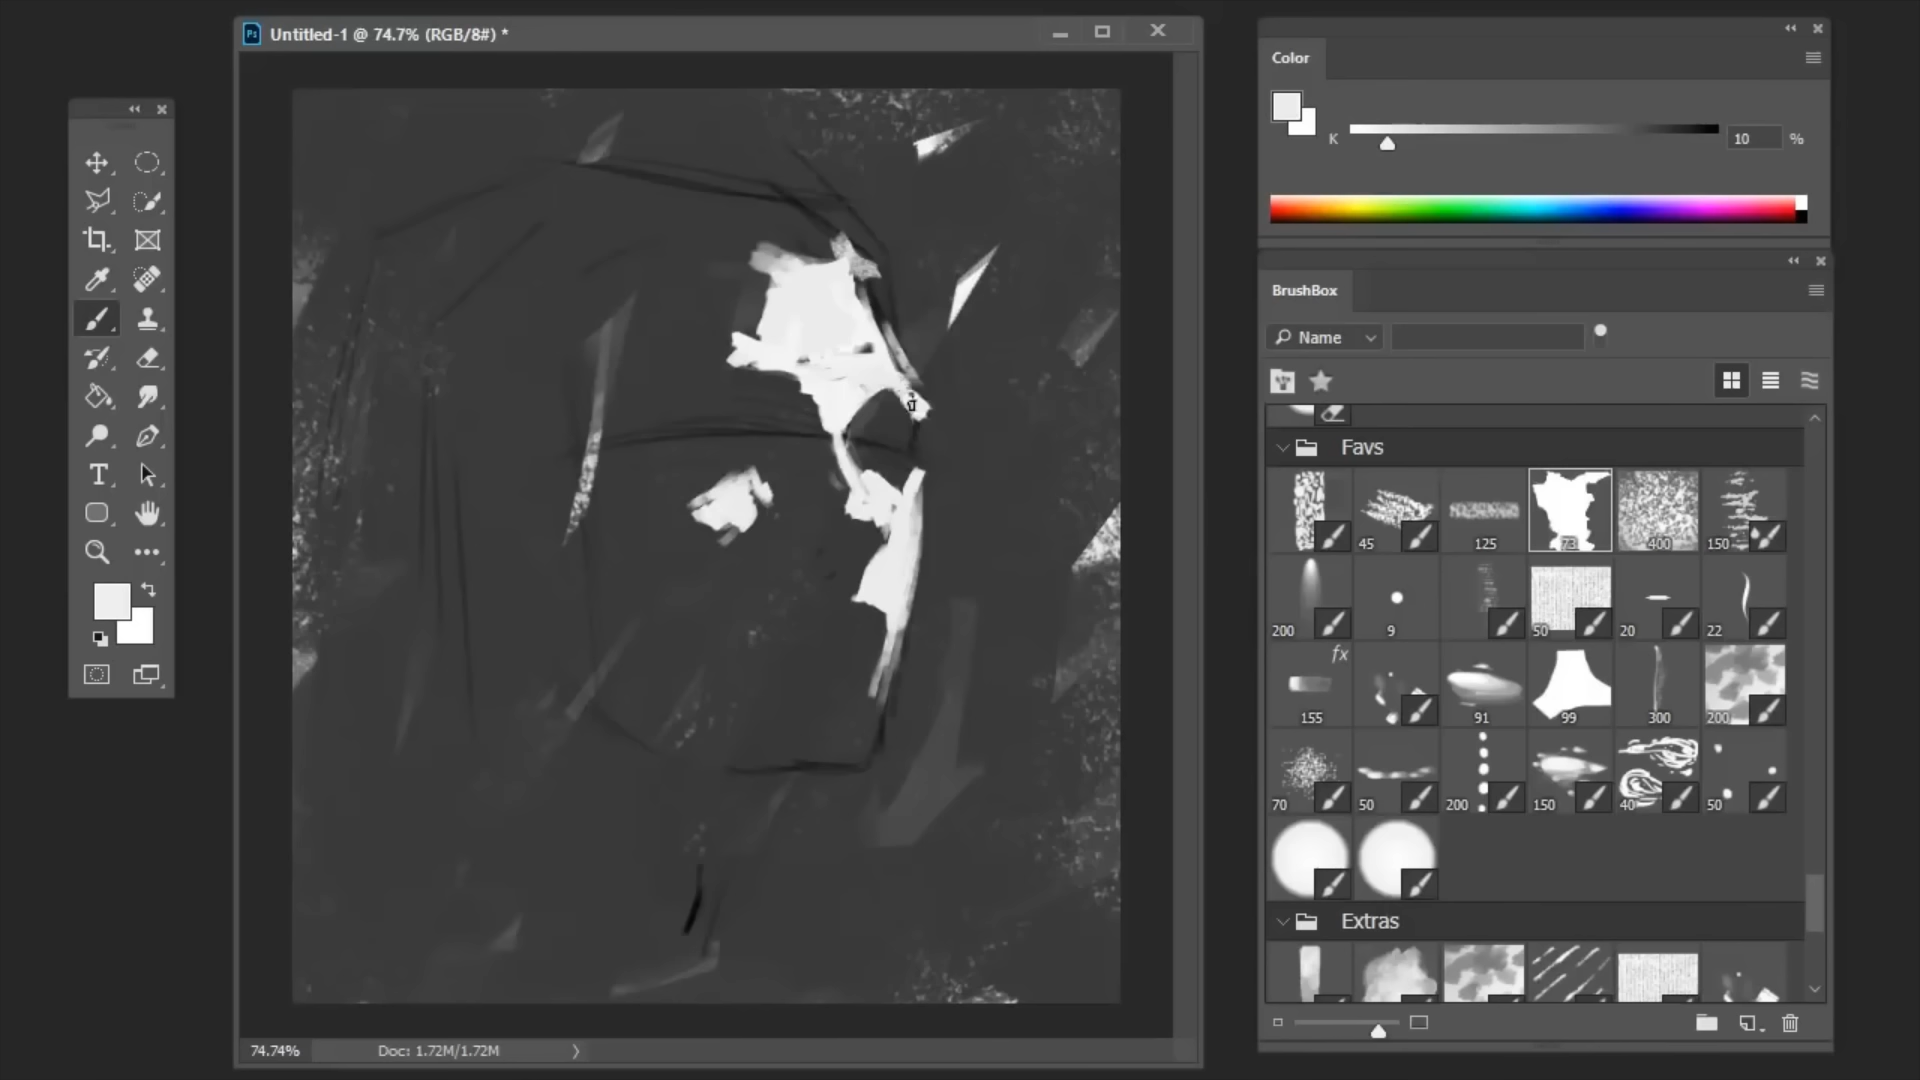 Ps Untitled-1 @ 74.7% (RGB/8#) *
Color
K 10 %
BrushBox
Name
Favs
45 125 73 400 150
200 9 50 20 22
fx
155 91 99 300 200
70 50 200 150 40 50
Extras
T
74.74% Doc: 1.72M/1.72M